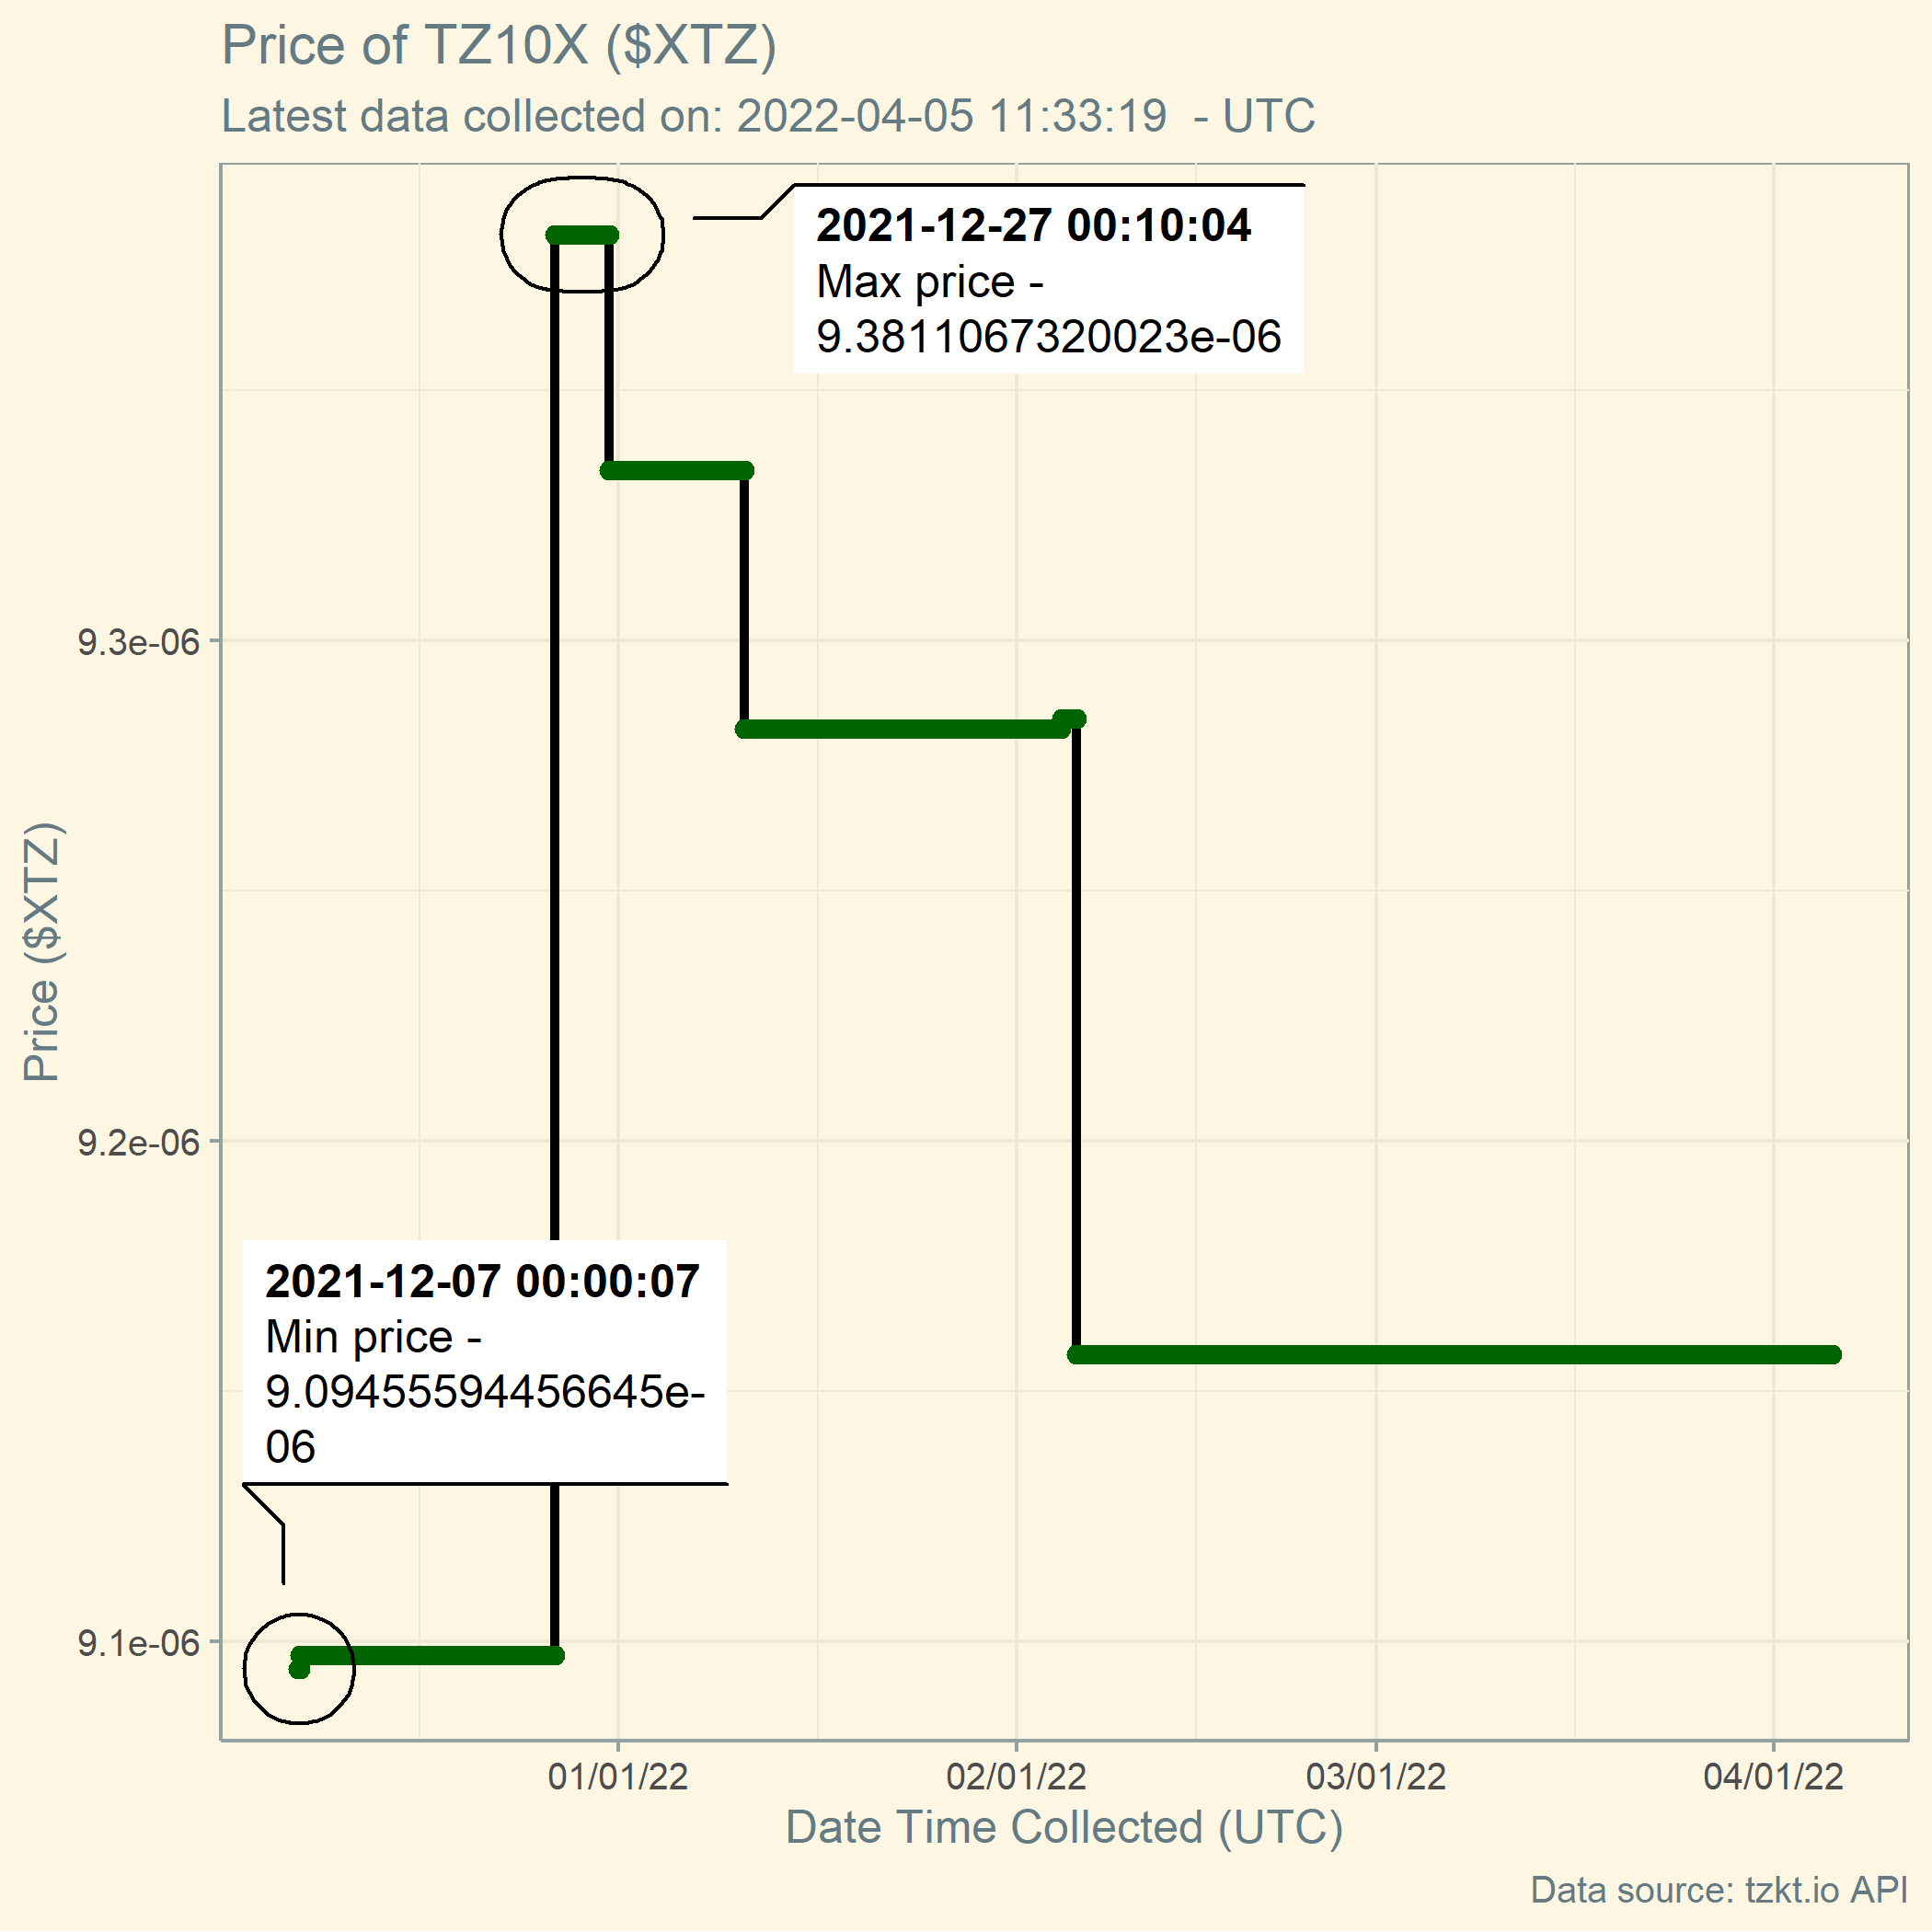 Price of TZ10X ($XTZ)
Latest data collected on: 2022-04-05 11:33:19  - UTC
2021-12-27 00:10:04
Max price -
9.3811067320023e-06
9.3e-06
Price ($XTZ)
9.2e-06
2021-12-07 00:00:07
Min price -
9.09455594456645e-
06
9.1e-06
01/01/22 02/01/22 03/01/22 04/01/22
Date Time Collected (UTC)
Data source: tzkt.io API